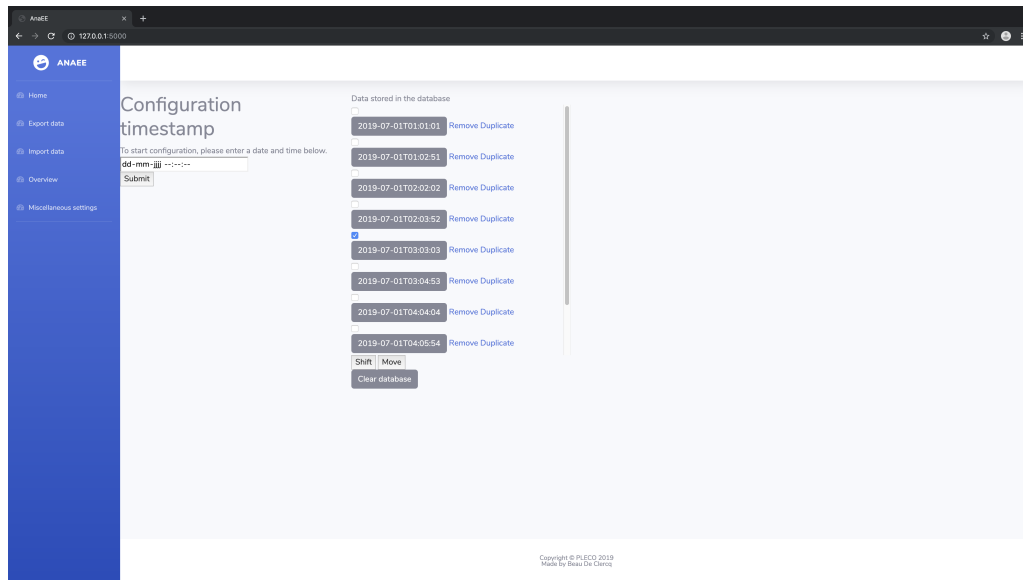 AnaEE
127.0.0.1:5000
ANAEE
Home
Export data
Import data
Overview
Miscellaneous settings
Configuration
timestamp
To start configuration, please enter a date and time below.
dd-mm-jjjj --:--:--
Submit
Data stored in the database
2019-07-01T01:01:01 Remove Duplicate
2019-07-01T01:02:51 Remove Duplicate
2019-07-01T02:02:02 Remove Duplicate
2019-07-01T02:03:52 Remove Duplicate
2019-07-01T03:03:03 Remove Duplicate
2019-07-01T03:04:53 Remove Duplicate
2019-07-01T04:04:04 Remove Duplicate
2019-07-01T04:05:54 Remove Duplicate
Shift Move
Clear database
Copyright © PLECO 2019
Made by Beau De Clercq